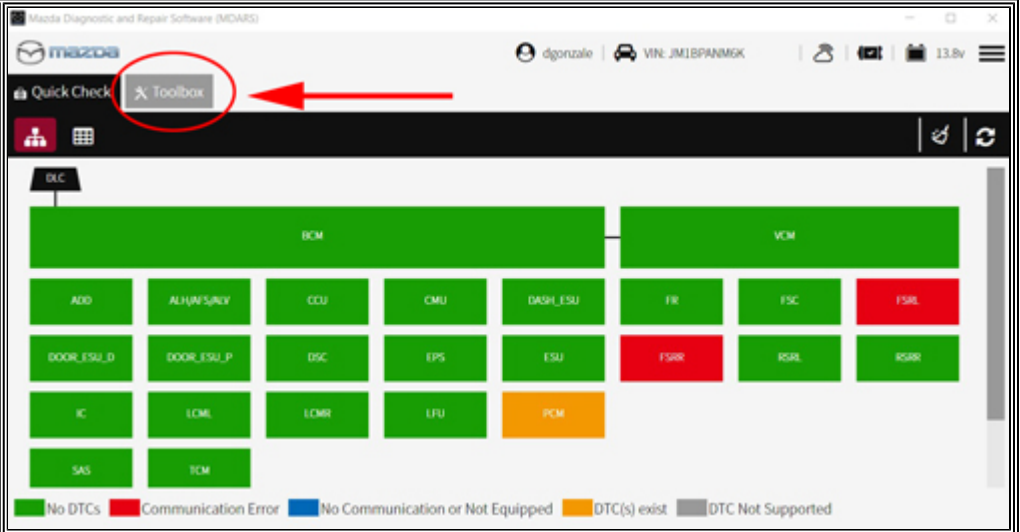 Mazda Diagnostic and Repair Software (MDARS)
mazda dgonzale VIN: JM1BPANM6K 13.8v
Quick Check Toolbox
DLC
BCM VCM
ADD ALH/AFS/ALV CCU CMU DASH_ESU FR FSC FSRL
DOOR_ESU_D DOOR_ESU_P DSC EPS ESU FSRR RSRL RSRR
IC LCML LCMR LFU PCM
SAS TCM
No DTCs Communication Error No Communication or Not Equipped DTC(s) exist DTC Not Supported